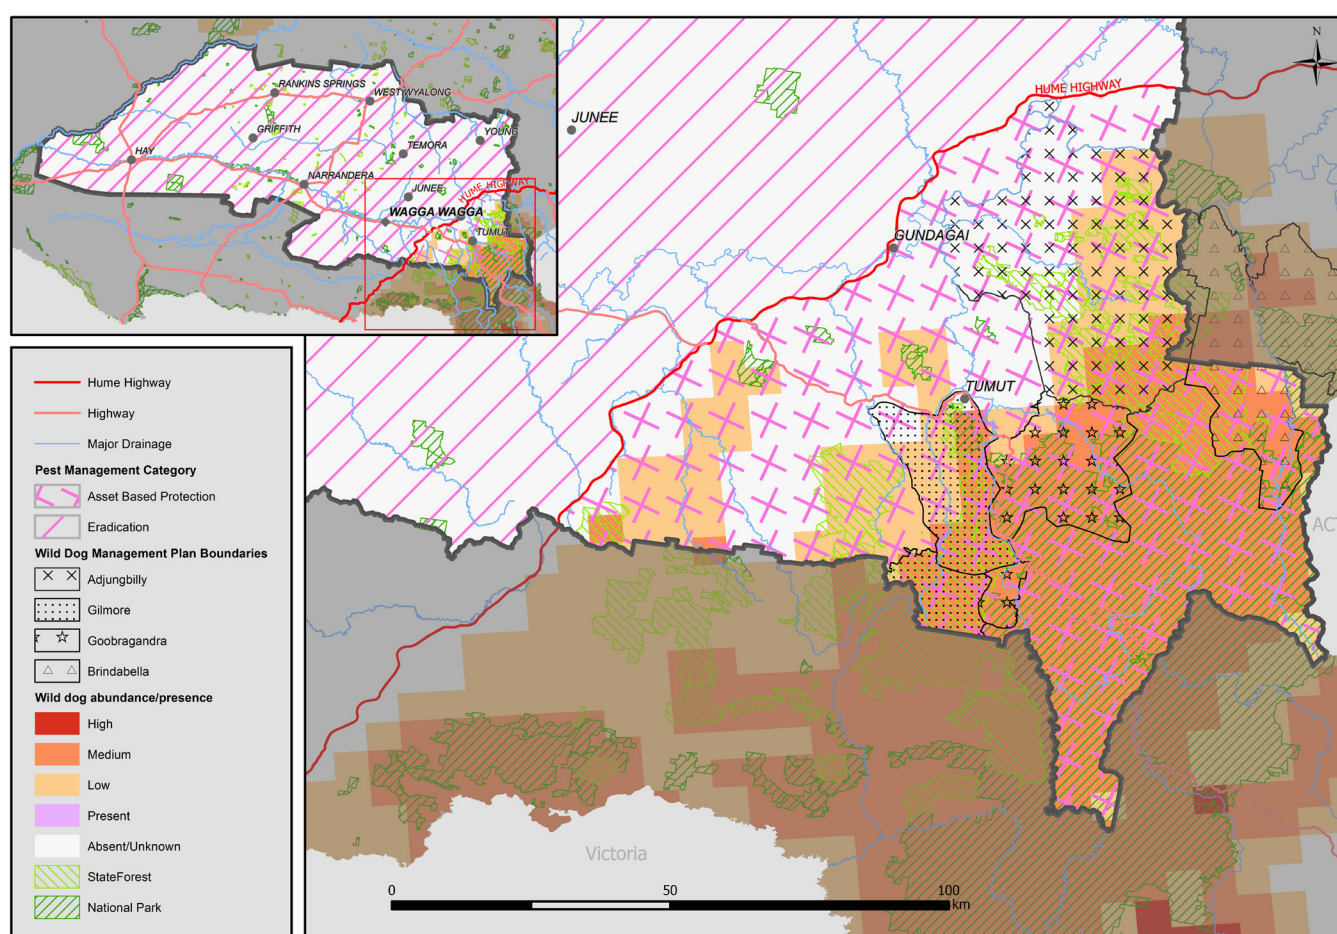 RANKINS SPRINGS
WEST WYALONG
GRIFFITH
YOUNG
HAY
TEMORA
NARRANDERA
JUNEE
HUME HIGHWAY
WAGGA WAGGA
TUMUT
N
HUME HIGHWAY
JUNEE
GUNDAGAI
TUMUT
AC
Victoria
0 50 100
km
Hume Highway
Highway
Major Drainage
Pest Management Category
Asset Based Protection
Eradication
Wild Dog Management Plan Boundaries
Adjungbilly
Gilmore
Goobragandra
Brindabella
Wild dog abundance/presence
High
Medium
Low
Present
Absent/Unknown
StateForest
National Park